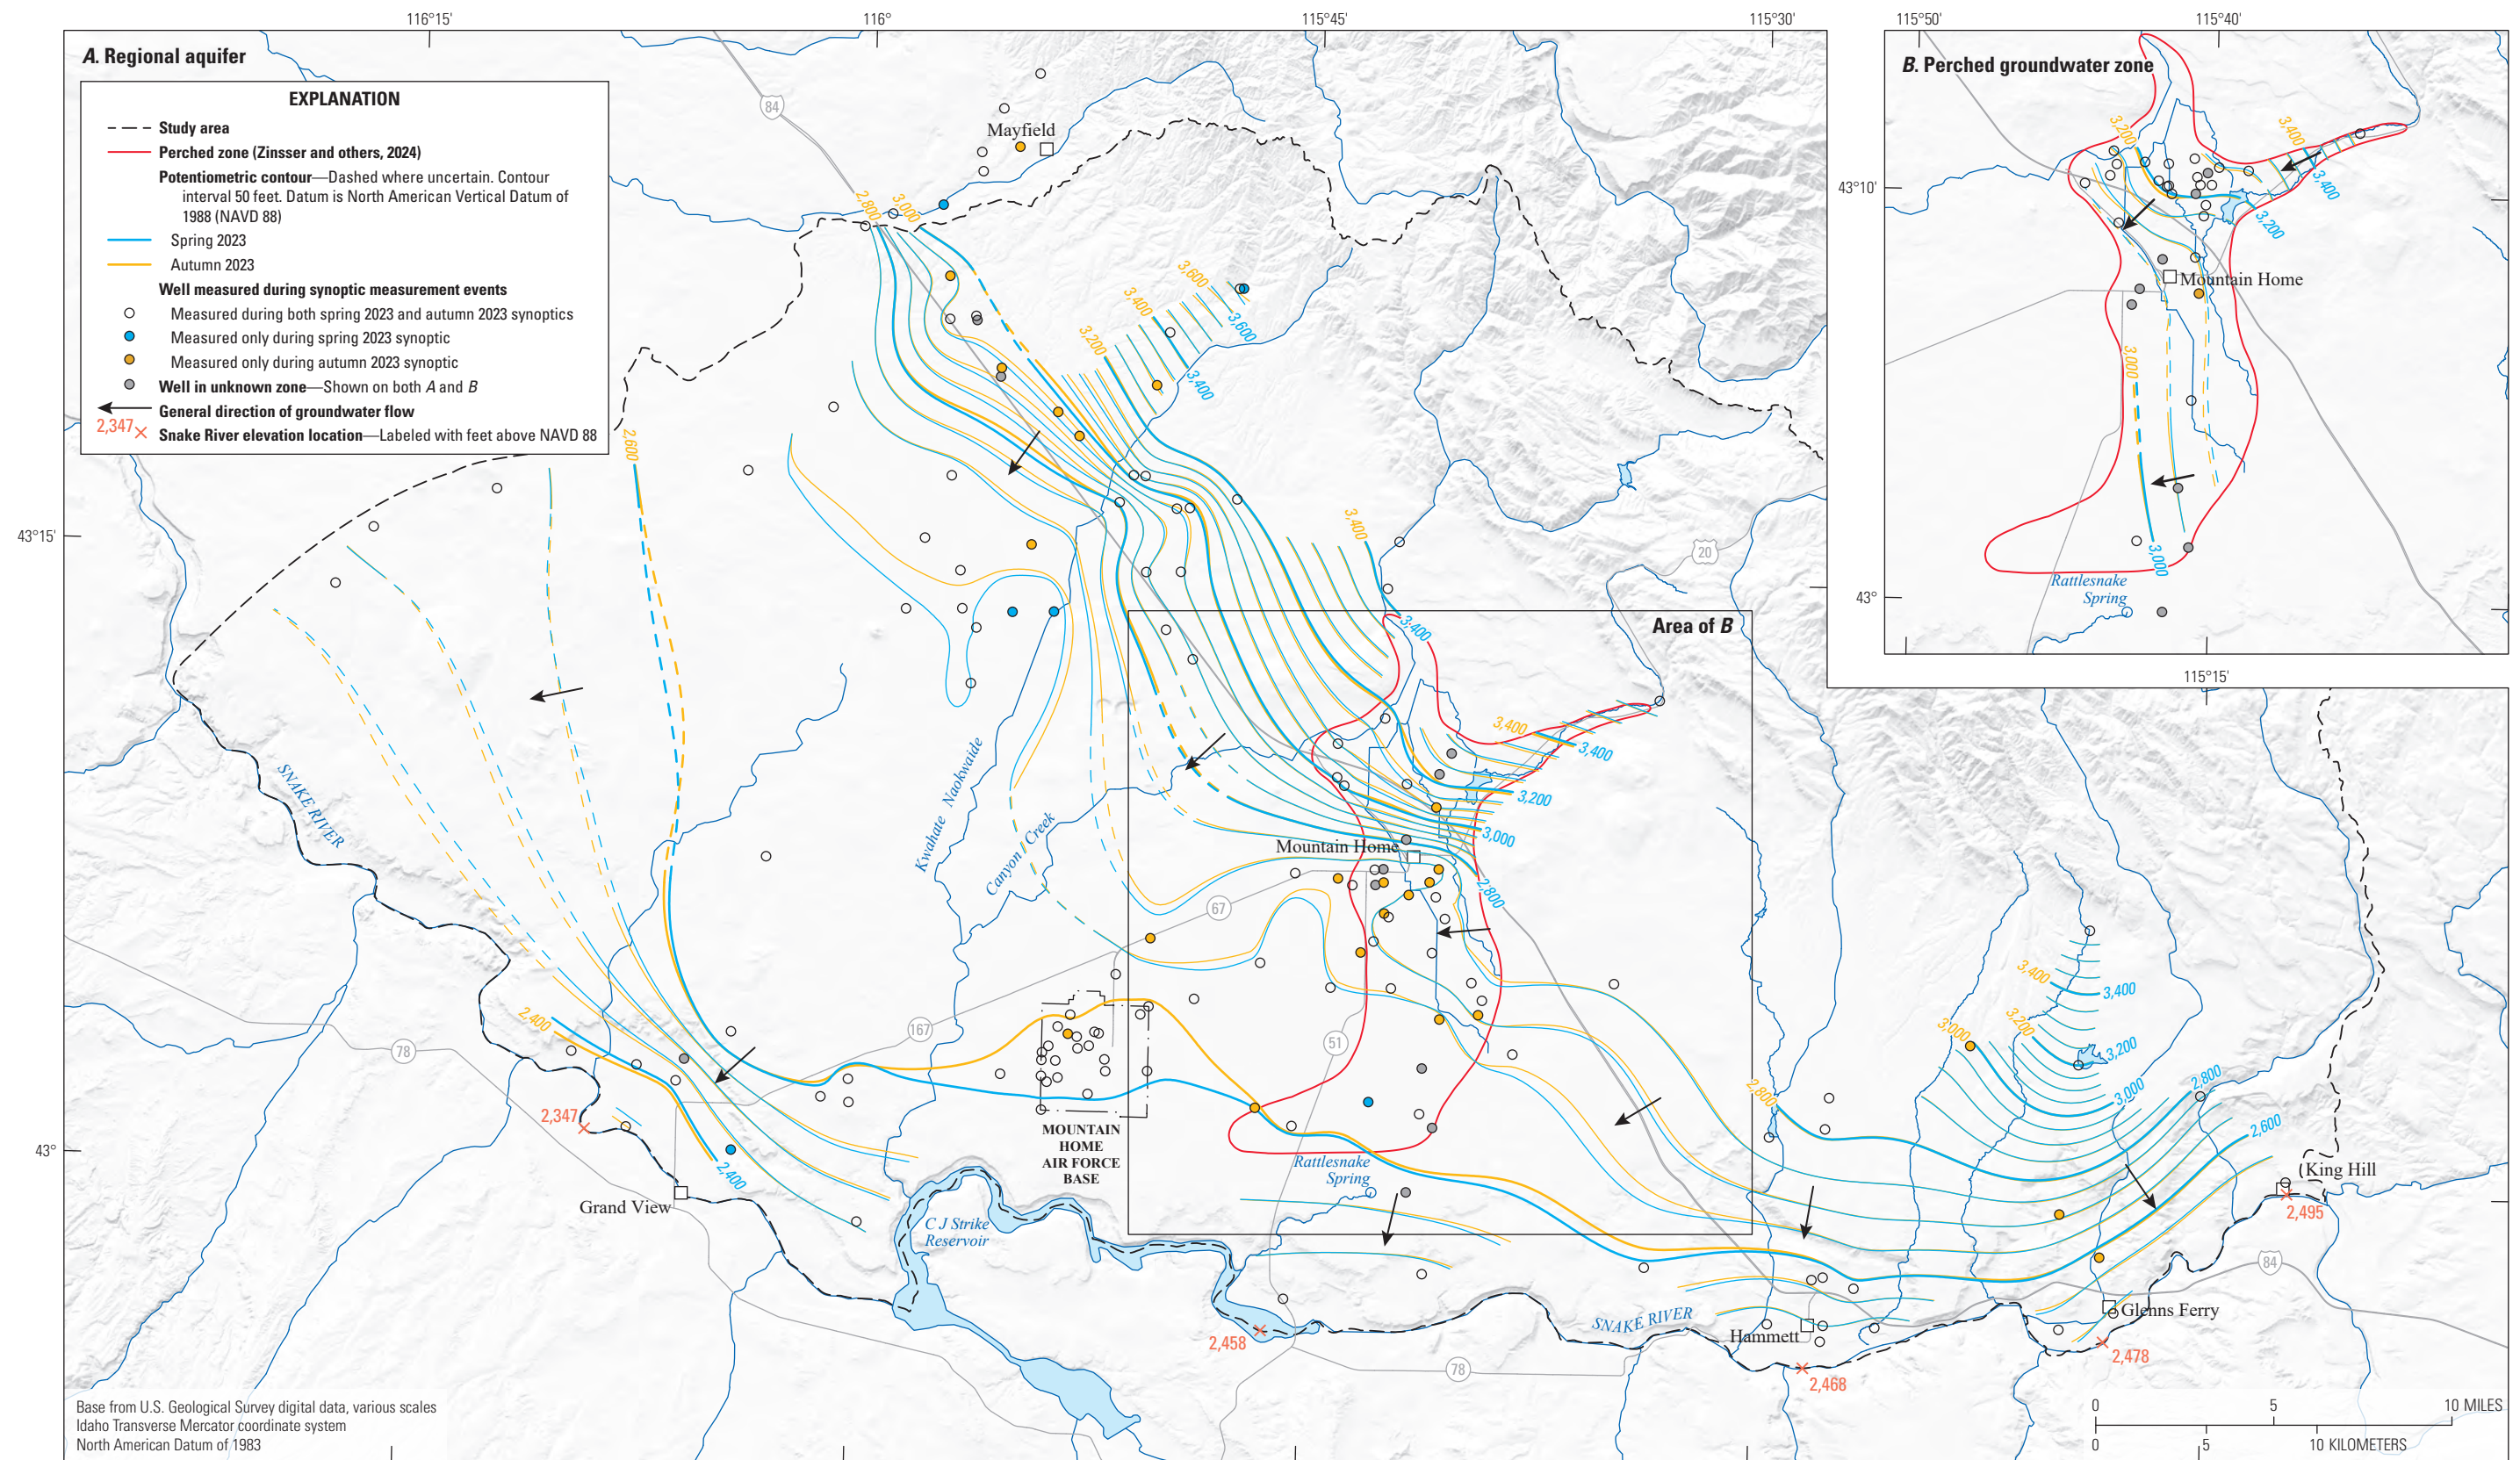 116°15'
116°
115°45'
115°30'
115°50'
115°40'
A. Regional aquifer
EXPLANATION
Study area
Perched zone (Zinsser and others, 2024)
Potentiometric contour—Dashed where uncertain. Contour
interval 50 feet. Datum is North American Vertical Datum of
1988 (NAVD 88)
Spring 2023
Autumn 2023
Well measured during synoptic measurement events
Measured during both spring 2023 and autumn 2023 synoptics
Measured only during spring 2023 synoptic
Measured only during autumn 2023 synoptic
Well in unknown zone—Shown on both A and B
General direction of groundwater flow
2,347
Snake River elevation location—Labeled with feet above NAVD 88
84
Mayfield
2,800
3,000
3,600
3,400
3,200
3,600
3,400
2,600
43°15'
3,400
20
3,400
Area of B
B. Perched groundwater zone
43°10'
3,200
3,400
3,400
3,200
Mountain Home
3,000
3,000
Rattlesnake
Spring
43°
115°15'
SNAKE RIVER
Kwahate Naokwaide
Canyon Creek
3,400
3,400
3,200
3,000
Mountain Home
2,800
67
167
78
51
2,400
2,347
2,400
Grand View
43°
MOUNTAIN
HOME
AIR FORCE
BASE
C J Strike
Reservoir
Rattlesnake
Spring
2,800
3,400
3,400
3,200
3,000
3,200
3,000
2,800
2,600
King Hill
2,495
84
Glenns Ferry
2,478
SNAKE RIVER
Hammett
2,468
2,458
78
Base from U.S. Geological Survey digital data, various scales
Idaho Transverse Mercator coordinate system
North American Datum of 1983
0 5 10 MILES
0 5 10 KILOMETERS